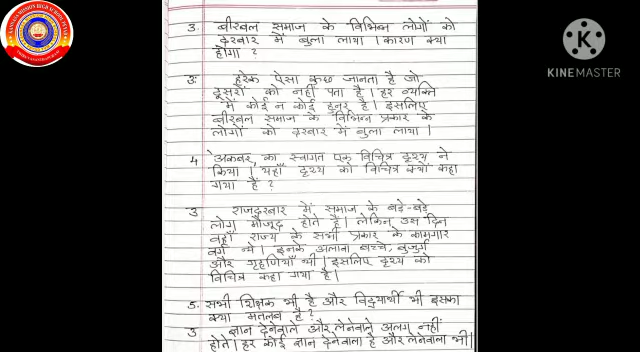 3. बीरबल समाज के विभिन्न लोगों को
दरबार में बुला लाया । कारण क्या
होगा ?
उ: हरेक ऐसा कुछ जानता है जो
दूसरों को नहीं पता है । हर व्यक्ति
में कोई न कोई हुनर है । इसलिए
बीरबल समाज के विभिन्न प्रकार के
लोगों को दरबार में बुला लाया ।
4 अकबर, का स्वागत एक विचित्र दृश्य ने
किया । यहाँ दृश्य को विचित्र क्यों कहा
गया है ?
उ राजदरबार में समाज के बड़े-बड़े
लोग मौजूद होते हैं । लेकिन उस दिन
वहाँ राज्य के सभी प्रकार के कामगार
वर्ग थे । इनके अलावा बच्चे, बुजुर्ग
और गृहणियाँ थी । इसलिए दृश्य को
विचित्र कहा गया है ।
5. सभी शिक्षक भी है और विद्यार्थी भी इसका
क्या मतलब है ?
उ ज्ञान देनेवाले और लेनेवाले अलग नहीं
होते । हर कोई ज्ञान देनेवाला है और लेनेवाला भी।
KINEMASTER